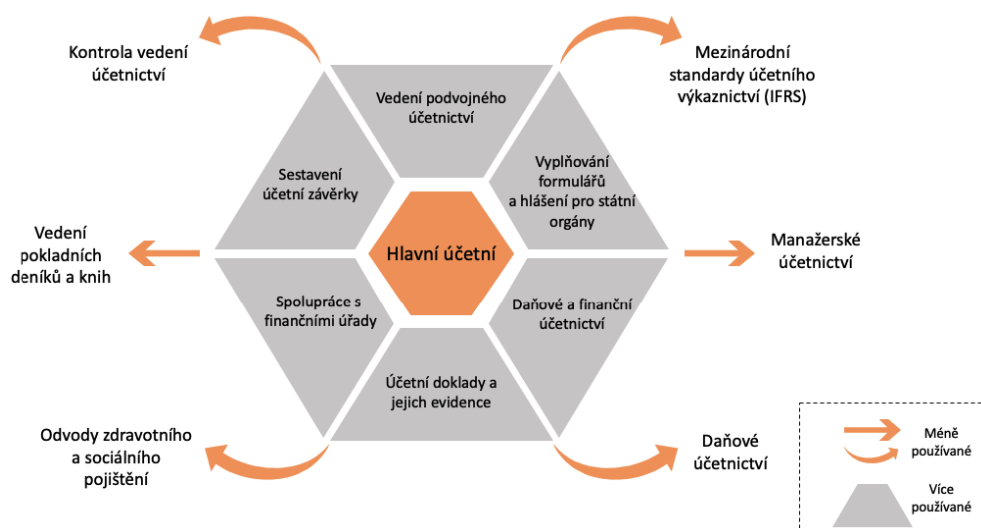 Kontrola vedení
účetnictví
Mezinárodní
standardy účetního
výkaznictví (IFRS)
Vedení podvojného
účetnictví
Sestavení
účetní závěrky
Vyplňování
formulářů
a hlášení pro státní
orgány
Vedení
pokladních
deníků a knih
Hlavní účetní
Manažerské
účetnictví
Spolupráce s
finančními úřady
Daňové a finanční
účetnictví
Účetní doklady a
jejich evidence
Odvody zdravotního
a sociálního
pojištění
Daňové
účetnictví
Méně
používané
Více
používané